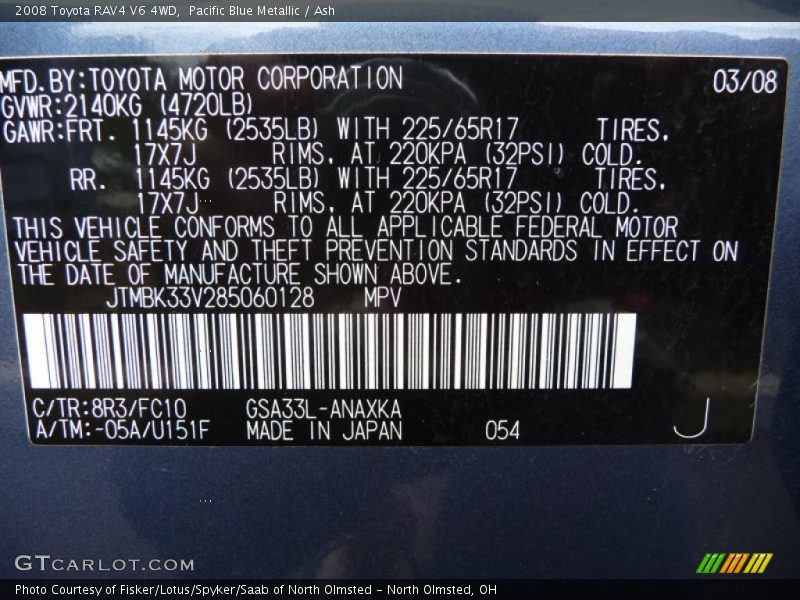 2008 Toyota RAV4 V6 4WD,  Pacific Blue Metallic / Ash
MFD.BY:TOYOTA MOTOR CORPORATION 03/08
GVWR:2140KG (4720LB)
GAWR:FRT. 1145KG (2535LB) WITH 225/65R17 TIRES,
17X7J RIMS, AT 220KPA (32PSI) COLD.
RR. 1145KG (2535LB) WITH 225/65R17 TIRES,
17X7J RIMS, AT 220KPA (32PSI) COLD.
THIS VEHICLE CONFORMS TO ALL APPLICABLE FEDERAL MOTOR
VEHICLE SAFETY AND THEFT PREVENTION STANDARDS IN EFFECT ON
THE DATE OF MANUFACTURE SHOWN ABOVE.
JTMBK33V285060128 MPV
C/TR:8R3/FC10 GSA33L-ANAXKA
A/TM:-05A/U151F MADE IN JAPAN 054 J
GTCARLOT.COM
Photo Courtesy of Fisker/Lotus/Spyker/Saab of North Olmsted - North Olmsted, OH